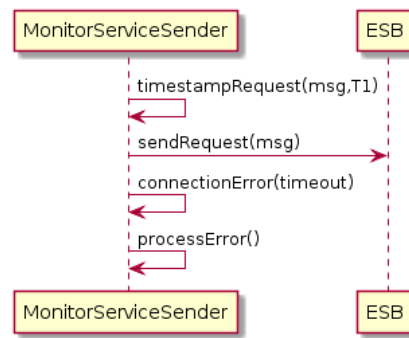 MonitorServiceSender ESB
timestampRequest(msg,T1)
sendRequest(msg)
connectionError(timeout)
processError()
MonitorServiceSender ESB